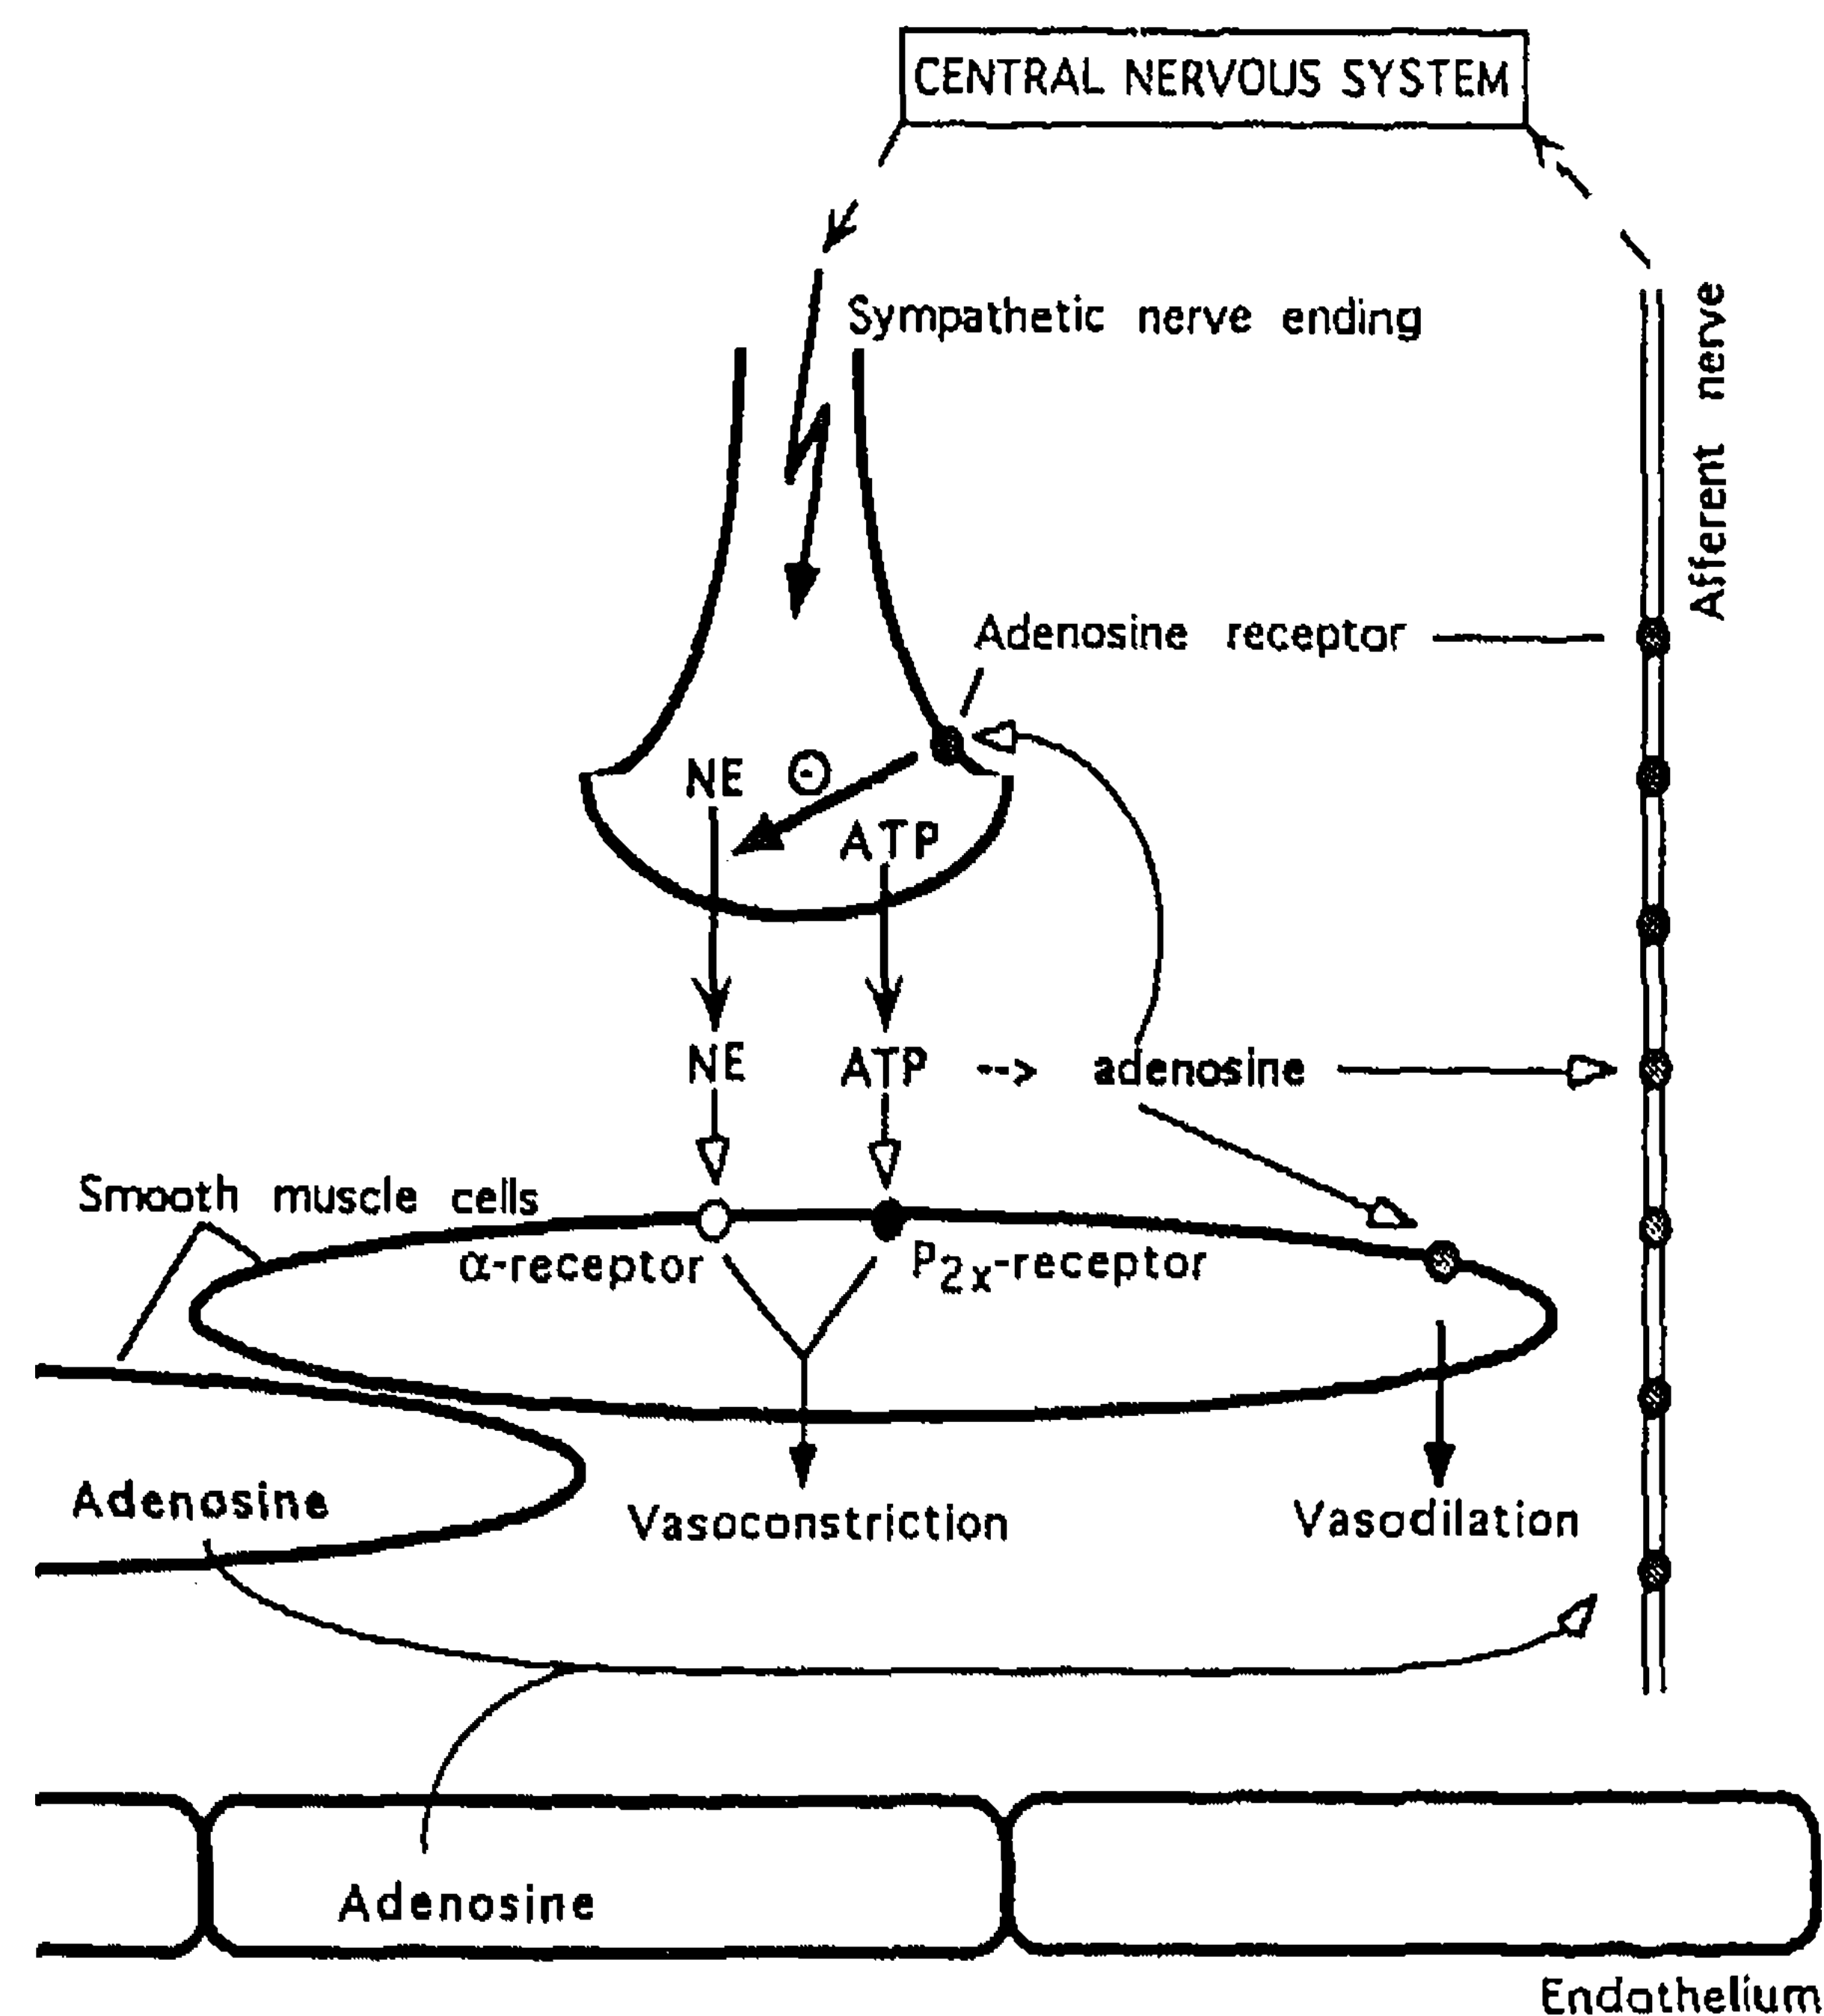 CENTRAL NERVOUS SYSTEM
Sympathetic nerve ending
Afferent nerve
Adenosine receptor
NE ⊖
ATP
NE ATP --> adenosine
Smooth muscle cells
α-receptor P2x-receptor
Adenosine
Vasoconstriction Vasodilation
Adenosine
Endothelium